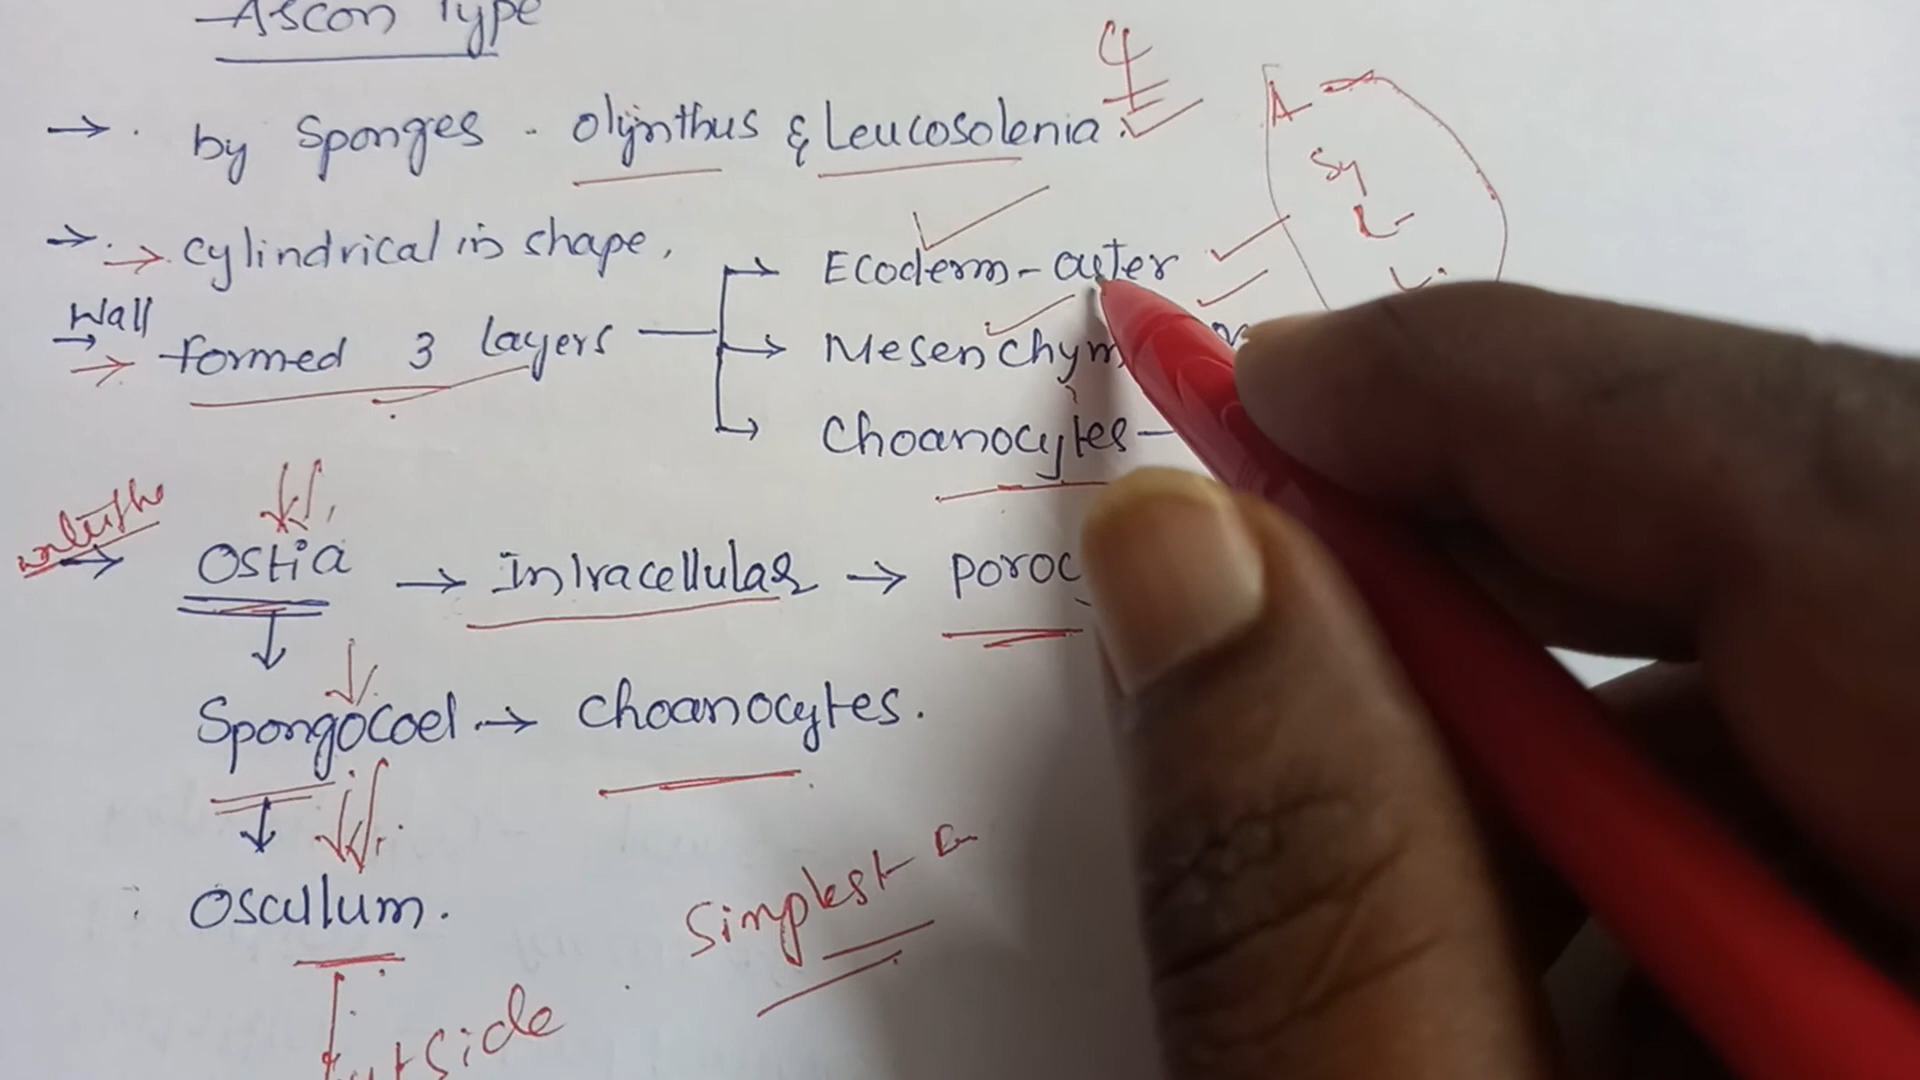 Ascon Type
→ . by Sponges - Olynthus & Leucosolenia.
→ . → Cylindrical in shape.
Wall
→ formed 3 layers
Ecoderm - outer
Mesenchym
Choanocytes -
Ostia → Intracellular → poroc
Spongocoel → Choanocytes.
Osculum.
Simplest
outside
A
Sy
L